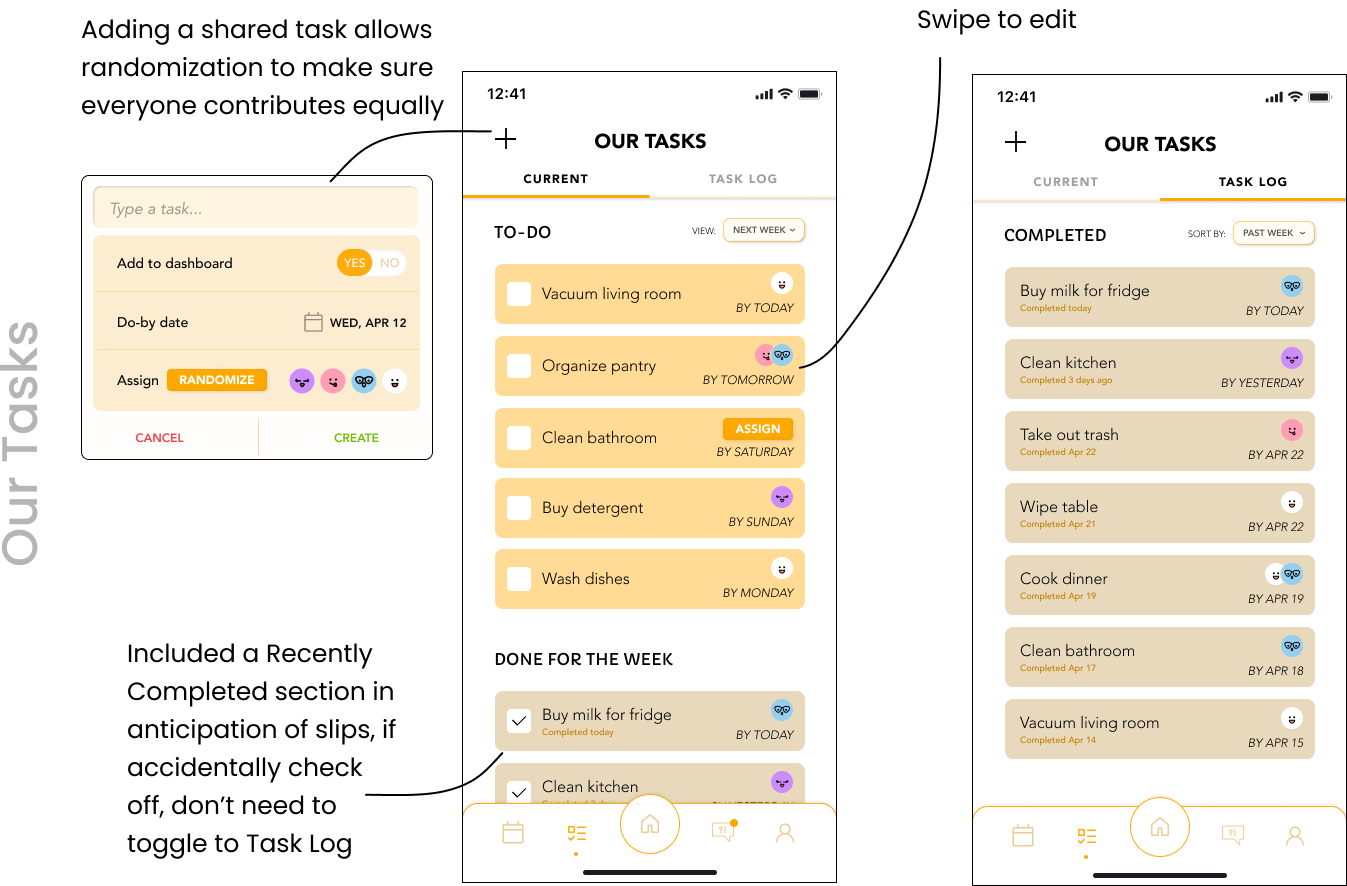 Our Tasks
Adding a shared task allows
randomization to make sure
everyone contributes equally
Type a task...
Add to dashboard
YES NO
Do-by date
WED, APR 12
Assign
RANDOMIZE
CANCEL
CREATE
Included a Recently
Completed section in
anticipation of slips, if
accidentally check
off, don’t need to
toggle to Task Log
Swipe to edit
12:41
OUR TASKS
CURRENT
TASK LOG
TO-DO
VIEW:
NEXT WEEK
Vacuum living room
BY TODAY
Organize pantry
BY TOMORROW
Clean bathroom
ASSIGN
BY SATURDAY
Buy detergent
BY SUNDAY
Wash dishes
BY MONDAY
DONE FOR THE WEEK
Buy milk for fridge
Completed today
BY TODAY
Clean kitchen
?!
12:41
OUR TASKS
CURRENT
TASK LOG
COMPLETED
SORT BY:
PAST WEEK
Buy milk for fridge
Completed today
BY TODAY
Clean kitchen
Completed 3 days ago
BY YESTERDAY
Take out trash
Completed Apr 22
BY APR 22
Wipe table
Completed Apr 21
BY APR 22
Cook dinner
Completed Apr 19
BY APR 19
Clean bathroom
Completed Apr 17
BY APR 18
Vacuum living room
Completed Apr 14
BY APR 15
?!